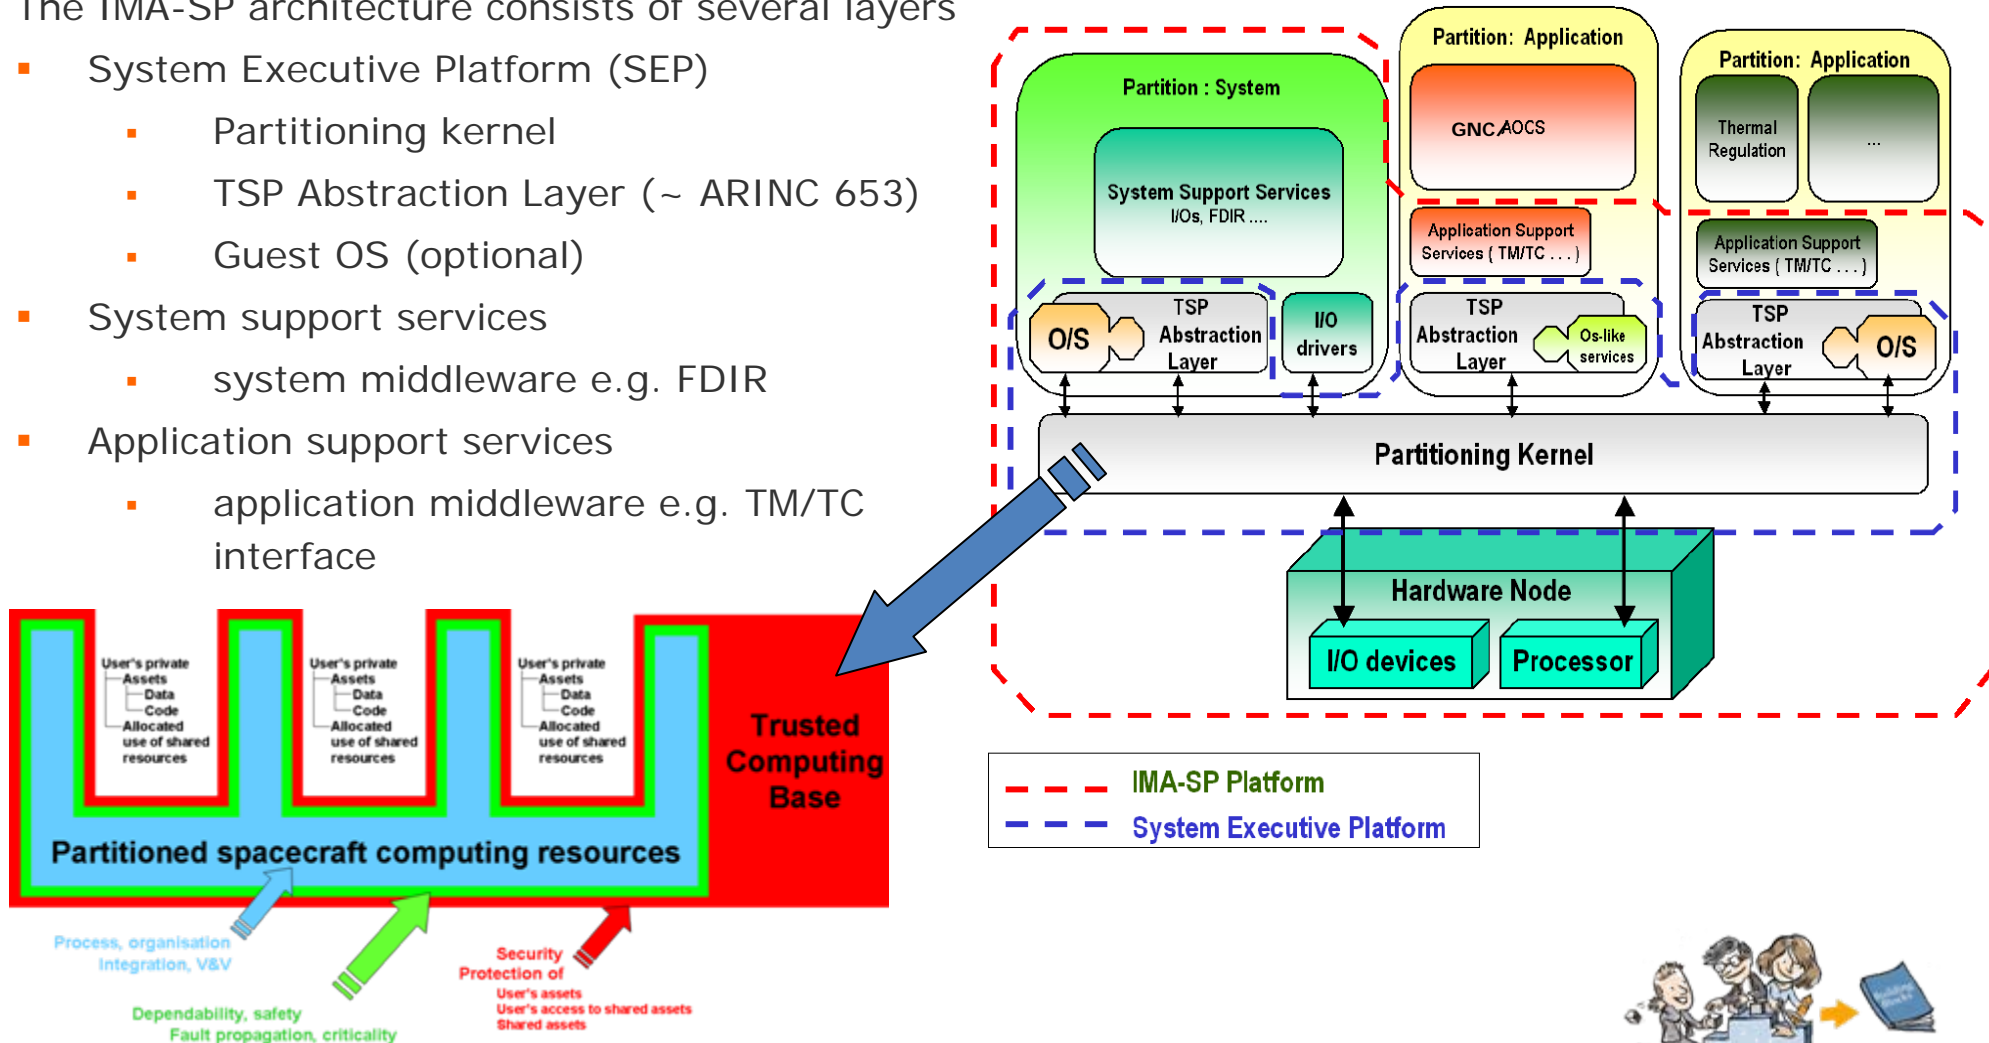 The IMA-SP architecture consists of several layers
System Executive Platform (SEP)
Partitioning kernel
TSP Abstraction Layer (~ ARINC 653)
Guest OS (optional)
System support services
system middleware e.g. FDIR
Application support services
application middleware e.g. TM/TC
interface
Partition : System
System Support Services
I/Os, FDIR ....
O/S
TSP
Abstraction
Layer
I/O
drivers
Partition: Application
GNC/AOCS
Application Support
Services ( TM/TC . . . )
TSP
Abstraction
Layer
Os-like
services
Partition: Application
Thermal
Regulation
...
Application Support
Services ( TM/TC . . . )
TSP
Abstraction
Layer
O/S
Partitioning Kernel
Hardware Node
I/O devices
Processor
IMA-SP Platform
System Executive Platform
User's private
Assets
Data
Code
Allocated
use of shared
resources
User's private
Assets
Data
Code
Allocated
use of shared
resources
User's private
Assets
Data
Code
Allocated
use of shared
resources
Trusted
Computing
Base
Partitioned spacecraft computing resources
Process, organisation
Integration, V&V
Dependability, safety
Fault propagation, criticality
Security
Protection of
User's assets
User's access to shared assets
Shared assets